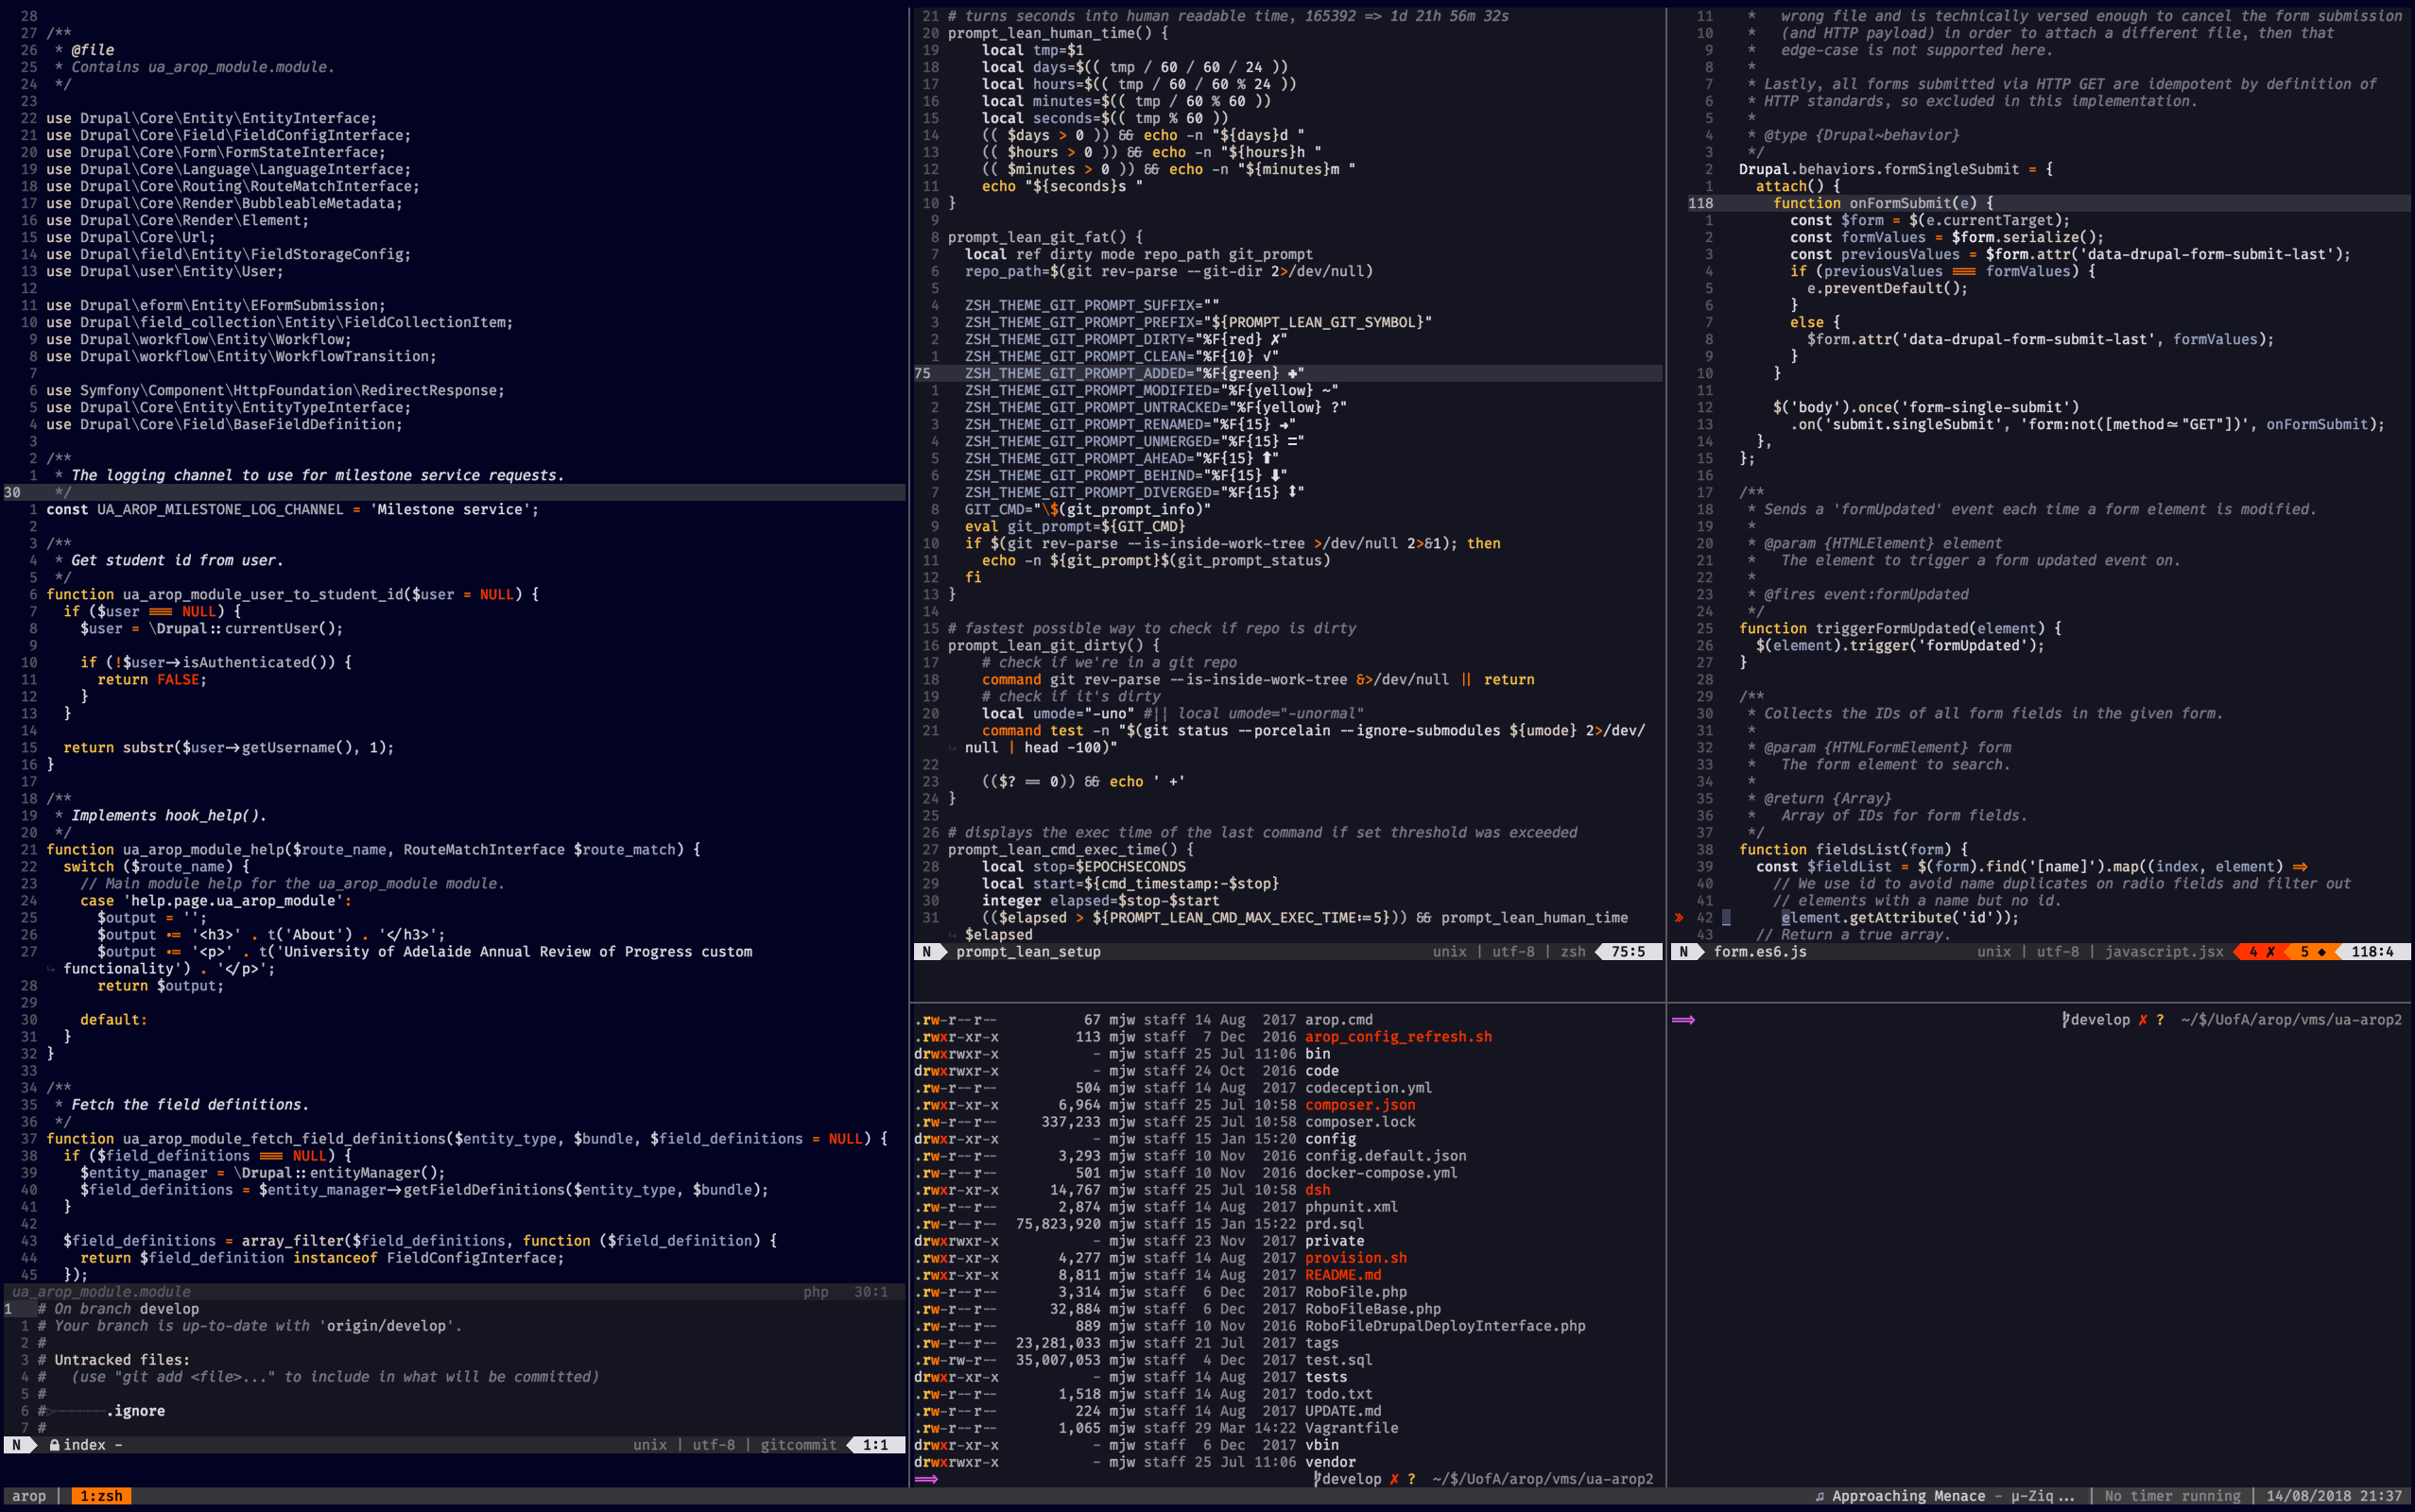 28
27 /**
26  * @file
25  * Contains ua_arop_module.module.
24  */
23
22 use Drupal\Core\Entity\EntityInterface;
21 use Drupal\Core\Field\FieldConfigInterface;
20 use Drupal\Core\Form\FormStateInterface;
19 use Drupal\Core\Language\LanguageInterface;
18 use Drupal\Core\Routing\RouteMatchInterface;
17 use Drupal\Core\Render\BubbleableMetadata;
16 use Drupal\Core\Render\Element;
15 use Drupal\Core\Url;
14 use Drupal\field\Entity\FieldStorageConfig;
13 use Drupal\user\Entity\User;
12
11 use Drupal\eform\Entity\EFormSubmission;
10 use Drupal\field_collection\Entity\FieldCollectionItem;
9 use Drupal\workflow\Entity\Workflow;
8 use Drupal\workflow\Entity\WorkflowTransition;
7
6 use Symfony\Component\HttpFoundation\RedirectResponse;
5 use Drupal\Core\Entity\EntityTypeInterface;
4 use Drupal\Core\Field\BaseFieldDefinition;
3
2 /**
1  * The logging channel to use for milestone service requests.
30  */
1 const UA_AROP_MILESTONE_LOG_CHANNEL = 'Milestone service';
2
3 /**
4  * Get student id from user.
5  */
6 function ua_arop_module_user_to_student_id($user = NULL) {
7   if ($user === NULL) {
8     $user = \Drupal::currentUser();
9
10     if (!$user->isAuthenticated()) {
11       return FALSE;
12     }
13   }
14
15   return substr($user->getUsername(), 1);
16 }
17
18 /**
19  * Implements hook_help().
20  */
21 function ua_arop_module_help($route_name, RouteMatchInterface $route_match) {
22   switch ($route_name) {
23     // Main module help for the ua_arop_module module.
24     case 'help.page.ua_arop_module':
25       $output = '';
26       $output .= '<h3>' . t('About') . '</h3>';
27       $output .= '<p>' . t('University of Adelaide Annual Review of Progress custom
functionality') . '</p>';
28       return $output;
29
30     default:
31   }
32 }
33
34 /**
35  * Fetch the field definitions.
36  */
37 function ua_arop_module_fetch_field_definitions($entity_type, $bundle, $field_definitions = NULL) {
38   if ($field_definitions === NULL) {
39     $entity_manager = \Drupal::entityManager();
40     $field_definitions = $entity_manager->getFieldDefinitions($entity_type, $bundle);
41   }
42
43   $field_definitions = array_filter($field_definitions, function ($field_definition) {
44     return $field_definition instanceof FieldConfigInterface;
45   });
ua_arop_module.module php 30:1
1 # On branch develop
1 # Your branch is up-to-date with 'origin/develop'.
2 #
3 # Untracked files:
4 #   (use "git add <file>..." to include in what will be committed)
5 #
6 # .ignore
7 #
N index - unix | utf-8 | gitcommit 1:1
21 # turns seconds into human readable time, 165392 => 1d 21h 56m 32s
20 prompt_lean_human_time() {
19     local tmp=$1
18     local days=$(( tmp / 60 / 60 / 24 ))
17     local hours=$(( tmp / 60 / 60 % 24 ))
16     local minutes=$(( tmp / 60 % 60 ))
15     local seconds=$(( tmp % 60 ))
14     (( $days > 0 )) && echo -n "${days}d "
13     (( $hours > 0 )) && echo -n "${hours}h "
12     (( $minutes > 0 )) && echo -n "${minutes}m "
11     echo "${seconds}s "
10 }
9
8 prompt_lean_git_fat() {
7   local ref dirty mode repo_path git_prompt
6   repo_path=$(git rev-parse --git-dir 2>/dev/null)
5
4   ZSH_THEME_GIT_PROMPT_SUFFIX=""
3   ZSH_THEME_GIT_PROMPT_PREFIX="${PROMPT_LEAN_GIT_SYMBOL}"
2   ZSH_THEME_GIT_PROMPT_DIRTY="%F{red} ✗"
1   ZSH_THEME_GIT_PROMPT_CLEAN="%F{10} √"
75   ZSH_THEME_GIT_PROMPT_ADDED="%F{green} ✚"
1   ZSH_THEME_GIT_PROMPT_MODIFIED="%F{yellow} ~"
2   ZSH_THEME_GIT_PROMPT_UNTRACKED="%F{yellow} ?"
3   ZSH_THEME_GIT_PROMPT_RENAMED="%F{15} ➜"
4   ZSH_THEME_GIT_PROMPT_UNMERGED="%F{15} ="
5   ZSH_THEME_GIT_PROMPT_AHEAD="%F{15} ⬆"
6   ZSH_THEME_GIT_PROMPT_BEHIND="%F{15} ⬇"
7   ZSH_THEME_GIT_PROMPT_DIVERGED="%F{15} ⬍"
8   GIT_CMD="\$(git_prompt_info)"
9   eval git_prompt=${GIT_CMD}
10   if $(git rev-parse --is-inside-work-tree >/dev/null 2>&1); then
11     echo -n ${git_prompt}$(git_prompt_status)
12   fi
13 }
14
15 # fastest possible way to check if repo is dirty
16 prompt_lean_git_dirty() {
17     # check if we're in a git repo
18     command git rev-parse --is-inside-work-tree &>/dev/null || return
19     # check if it's dirty
20     local umode="-uno" #|| local umode="-unormal"
21     command test -n "$(git status --porcelain --ignore-submodules ${umode} 2>/dev/
null | head -100)"
22
23     (($? == 0)) && echo ' +'
24 }
25
26 # displays the exec time of the last command if set threshold was exceeded
27 prompt_lean_cmd_exec_time() {
28     local stop=$EPOCHSECONDS
29     local start=${cmd_timestamp:-$stop}
30     integer elapsed=$stop-$start
31     (($elapsed > ${PROMPT_LEAN_CMD_MAX_EXEC_TIME:=5})) && prompt_lean_human_time
$elapsed
N prompt_lean_setup unix | utf-8 | zsh 75:5
11  *   wrong file and is technically versed enough to cancel the form submission
10  *   (and HTTP payload) in order to attach a different file, then that
9  *   edge-case is not supported here.
8  *
7  * Lastly, all forms submitted via HTTP GET are idempotent by definition of
6  * HTTP standards, so excluded in this implementation.
5  *
4  * @type {Drupal~behavior}
3  */
2 Drupal.behaviors.formSingleSubmit = {
1   attach() {
118     function onFormSubmit(e) {
1       const $form = $(e.currentTarget);
2       const formValues = $form.serialize();
3       const previousValues = $form.attr('data-drupal-form-submit-last');
4       if (previousValues === formValues) {
5         e.preventDefault();
6       }
7       else {
8         $form.attr('data-drupal-form-submit-last', formValues);
9       }
10     }
11
12     $('body').once('form-single-submit')
13       .on('submit.singleSubmit', 'form:not([method~="GET"])', onFormSubmit);
14   },
15 };
16
17 /**
18  * Sends a 'formUpdated' event each time a form element is modified.
19  *
20  * @param {HTMLElement} element
21  *   The element to trigger a form updated event on.
22  *
23  * @fires event:formUpdated
24  */
25 function triggerFormUpdated(element) {
26   $(element).trigger('formUpdated');
27 }
28
29 /**
30  * Collects the IDs of all form fields in the given form.
31  *
32  * @param {HTMLFormElement} form
33  *   The form element to search.
34  *
35  * @return {Array}
36  *   Array of IDs for form fields.
37  */
38 function fieldsList(form) {
39   const $fieldList = $(form).find('[name]').map((index, element) =>
40     // We use id to avoid name duplicates on radio fields and filter out
41     // elements with a name but no id.
» 42      element.getAttribute('id'));
43   // Return a true array.
N form.es6.js unix | utf-8 | javascript.jsx 4 ✗ 5 ◆ 118:4
.rw-r--r-- 67 mjw staff 14 Aug 2017 arop.cmd
.rwxr-xr-x 113 mjw staff 7 Dec 2016 arop_config_refresh.sh
drwxrwxr-x - mjw staff 25 Jul 11:06 bin
drwxrwxr-x - mjw staff 24 Oct 2016 code
.rw-r--r-- 504 mjw staff 14 Aug 2017 codeception.yml
.rwxr-xr-x 6,964 mjw staff 25 Jul 10:58 composer.json
.rw-r--r-- 337,233 mjw staff 25 Jul 10:58 composer.lock
drwxr-xr-x - mjw staff 15 Jan 15:20 config
.rw-r--r-- 3,293 mjw staff 10 Nov 2016 config.default.json
.rw-r--r-- 501 mjw staff 10 Nov 2016 docker-compose.yml
.rwxr-xr-x 14,767 mjw staff 25 Jul 10:58 dsh
.rw-r--r-- 2,874 mjw staff 14 Aug 2017 phpunit.xml
.rw-r--r-- 75,823,920 mjw staff 15 Jan 15:22 prd.sql
drwxrwxr-x - mjw staff 23 Nov 2017 private
.rwxr-xr-x 4,277 mjw staff 14 Aug 2017 provision.sh
.rwxr-xr-x 8,811 mjw staff 14 Aug 2017 README.md
.rw-r--r-- 3,314 mjw staff 6 Dec 2017 RoboFile.php
.rw-r--r-- 32,884 mjw staff 6 Dec 2017 RoboFileBase.php
.rw-r--r-- 889 mjw staff 10 Nov 2016 RoboFileDrupalDeployInterface.php
.rw-r--r-- 23,281,033 mjw staff 21 Jul 2017 tags
.rw-rw-r-- 35,007,053 mjw staff 4 Dec 2017 test.sql
drwxr-xr-x - mjw staff 14 Aug 2017 tests
.rw-r--r-- 1,518 mjw staff 14 Aug 2017 todo.txt
.rw-r--r-- 224 mjw staff 14 Aug 2017 UPDATE.md
.rw-r--r-- 1,065 mjw staff 29 Mar 14:22 Vagrantfile
drwxr-xr-x - mjw staff 6 Dec 2017 vbin
drwxrwxr-x - mjw staff 25 Jul 11:06 vendor
develop ✗ ? ~/$/UofA/arop/vms/ua-arop2
develop ✗ ? ~/$/UofA/arop/vms/ua-arop2
arop | 1:zsh ♫ Approaching Menace - µ-Ziq... | No timer running | 14/08/2018 21:37